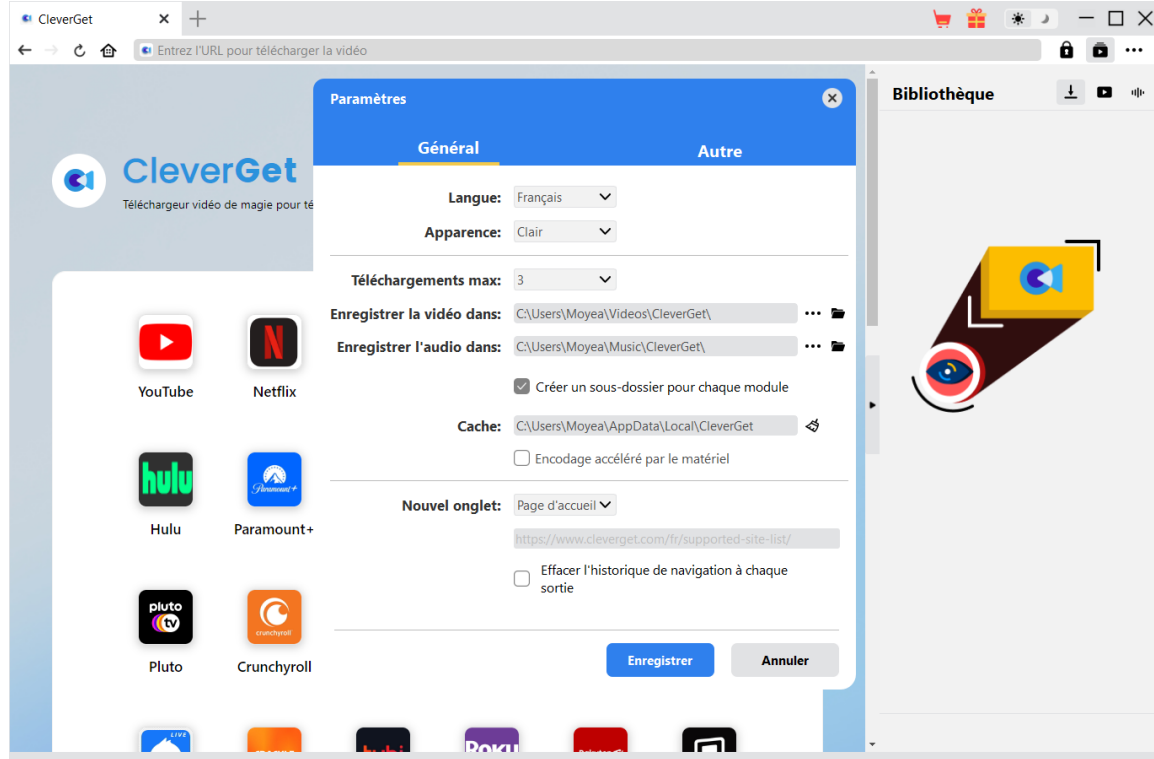 CleverGet
Entrez l'URL pour télécharger la vidéo
Paramètres
Bibliothèque
Général
Autre
CleverGet
Téléchargeur vidéo de magie pour té
Langue: Français
Apparence: Clair
Téléchargements max: 3
Enregistrer la vidéo dans: C:\Users\Moyea\Videos\CleverGet\
Enregistrer l'audio dans: C:\Users\Moyea\Music\CleverGet\
Créer un sous-dossier pour chaque module
Cache: C:\Users\Moyea\AppData\Local\CleverGet
Encodage accéléré par le matériel
Nouvel onglet: Page d'accueil
https://www.cleverget.com/fr/supported-site-list/
Effacer l'historique de navigation à chaque
sortie
Enregistrer
Annuler
N
YouTube
Netflix
hulu
Paramount+
Hulu
Paramount+
pluto
tv
crunchyroll
Pluto
Crunchyroll
LIVE
tubi
Roku